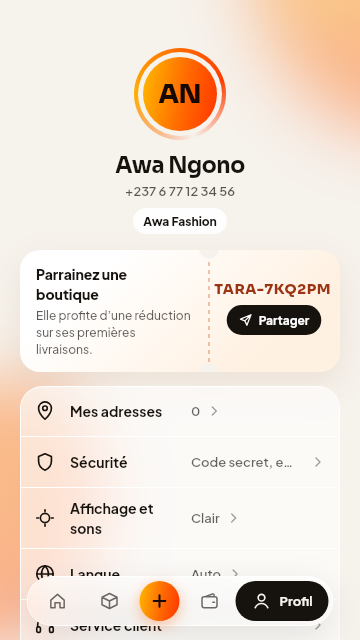 AN
Awa Ngono
+237 6 77 12 34 56
Awa Fashion
Parrainez une
boutique
Elle profite d’une réduction
sur ses premières
livraisons.
TARA-7KQ2PM
Partager
Mes adresses 0
Sécurité Code secret, e…
Affichage et
sons
Clair
Langue Auto
Profil
Service client